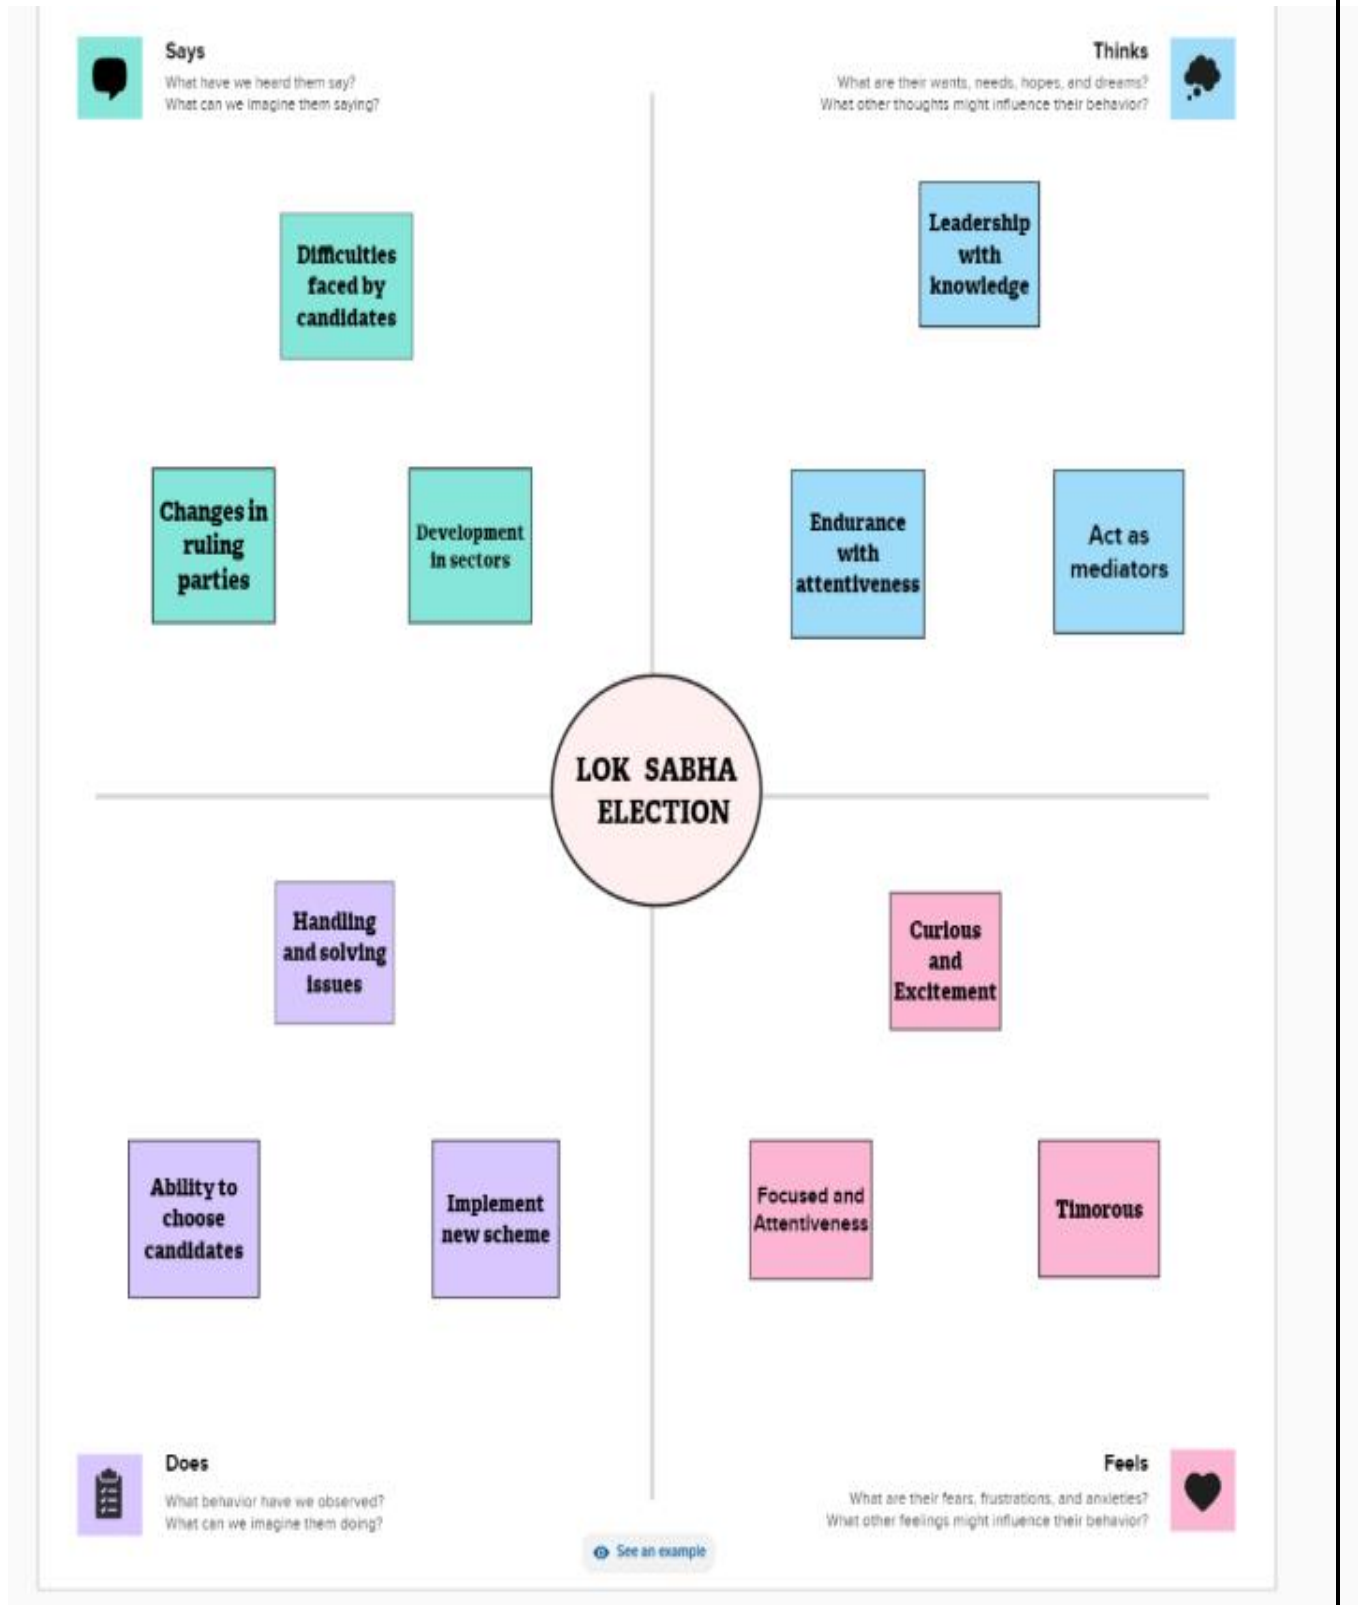 Says
What have we heard them say?
What can we imagine them saying?
Thinks
What are their wants, needs, hopes, and dreams?
What other thoughts might influence their behavior?
Difficulties
faced by
candidates
Leadership
with
knowledge
Changes in
ruling
parties
Development
in sectors
Endurance
with
attentiveness
Act as
mediators
LOK SABHA
ELECTION
Handling
and solving
issues
Curious
and
Excitement
Ability to
choose
candidates
Implement
new scheme
Focused and
Attentiveness
Timorous
Does
What behavior have we observed?
What can we imagine them doing?
Feels
What are their fears, frustrations, and anxieties?
What other feelings might influence their behavior?
See an example